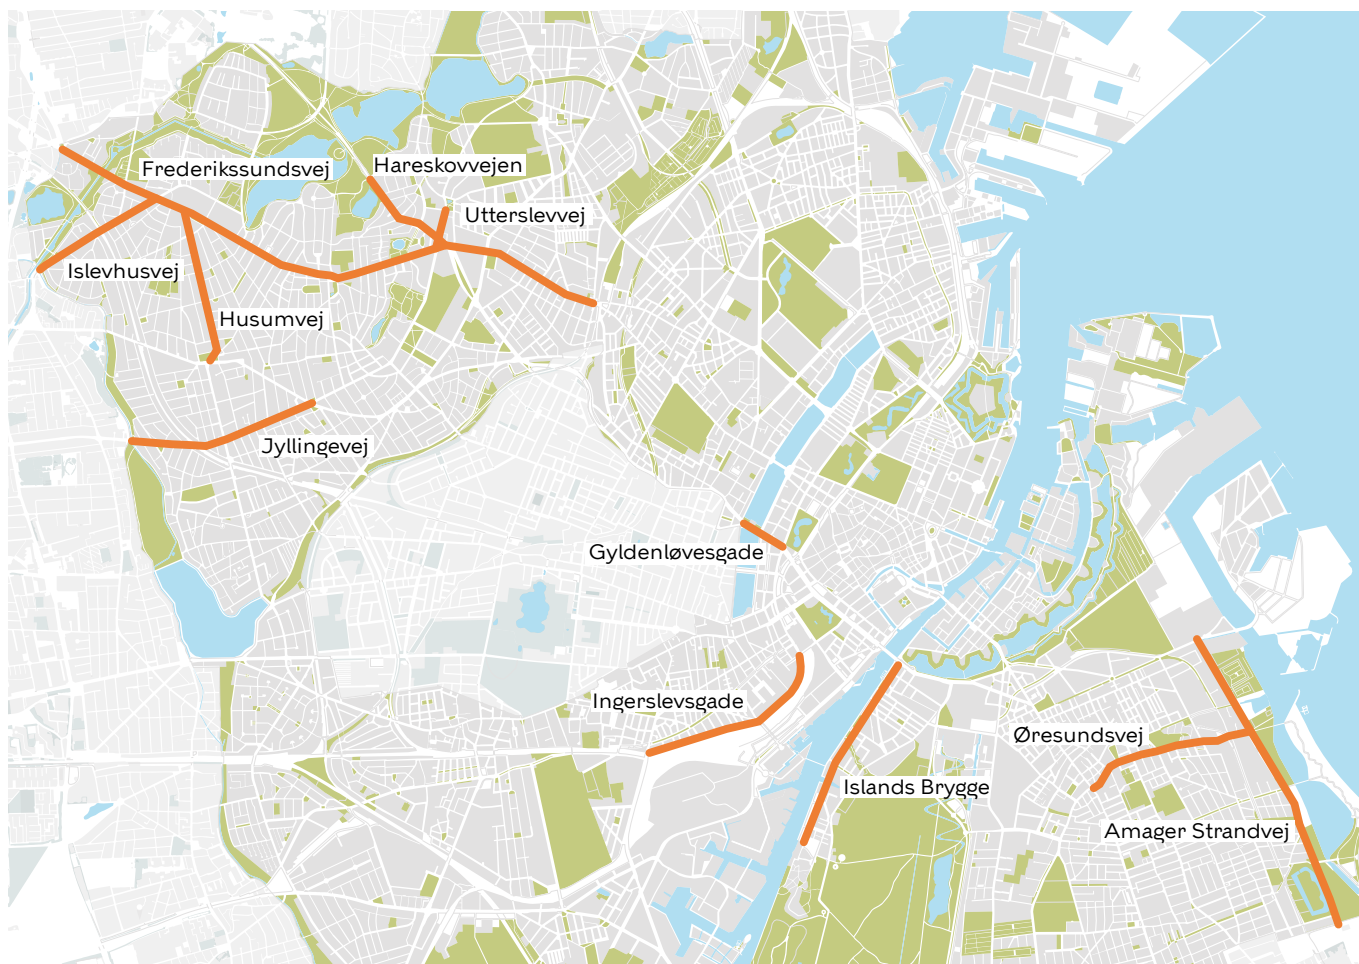 Frederikssundsvej
Hareskovvejen
Utterslevvej
Islevhusvej
Husumvej
Jyllingevej
Gyldenløvesgade
Ingerslevsgade
Øresundsvej
Islands Brygge
Amager Strandvej